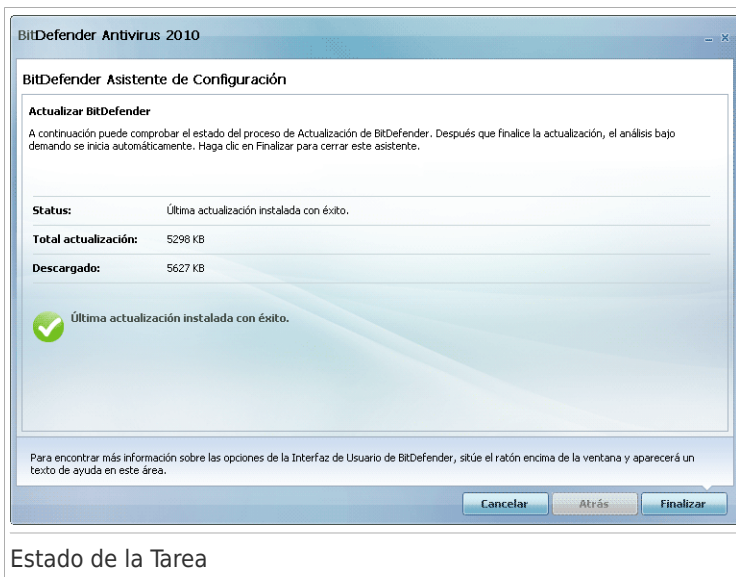 BitDefender Antivirus 2010
BitDefender Asistente de Configuración
Actualizar BitDefender
A continuación puede comprobar el estado del proceso de Actualización de BitDefender. Después que finalice la actualización, el análisis bajo
demando se inicia automáticamente. Haga clic en Finalizar para cerrar este asistente.
Status: Última actualización instalada con éxito.
Total actualización: 5298 KB
Descargado: 5627 KB
Última actualización instalada con éxito.
Para encontrar más información sobre las opciones de la Interfaz de Usuario de BitDefender, sitúe el ratón encima de la ventana y aparecerá un
texto de ayuda en este área.
Cancelar Atrás Finalizar
Estado de la Tarea